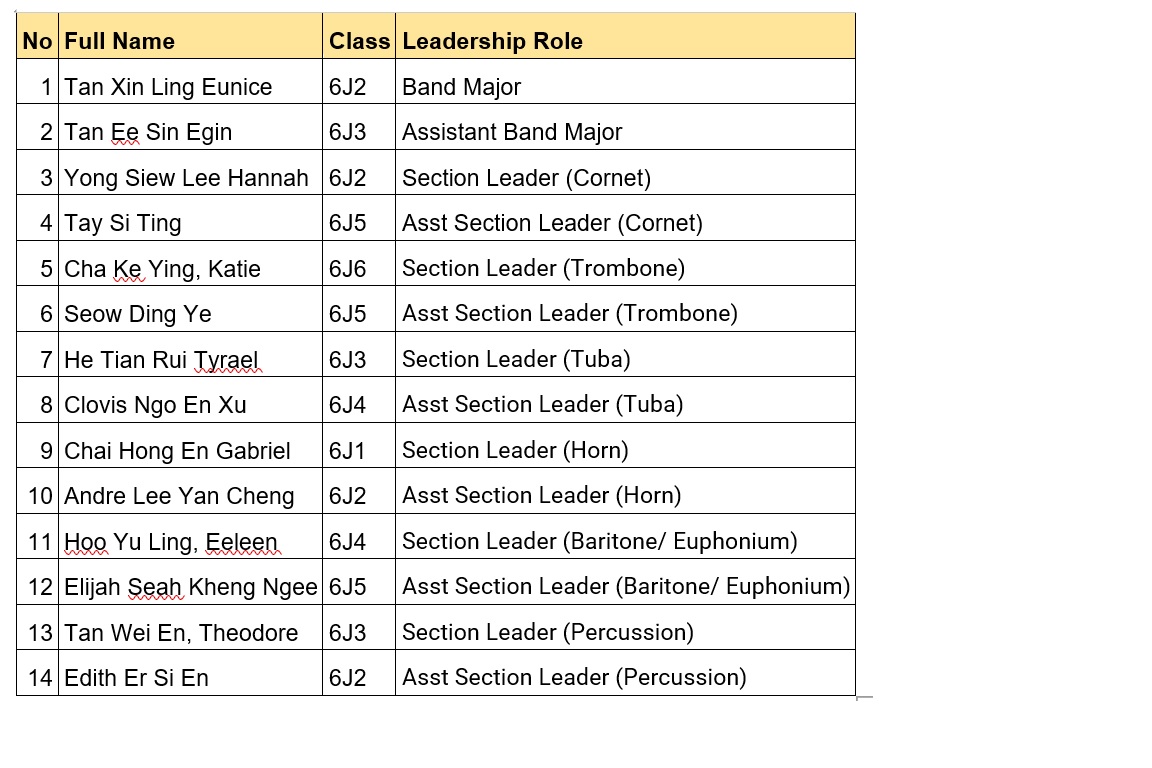 No Full Name Class Leadership Role
1 Tan Xin Ling Eunice 6J2 Band Major
2 Tan Ee Sin Egin 6J3 Assistant Band Major
3 Yong Siew Lee Hannah 6J2 Section Leader (Cornet)
4 Tay Si Ting 6J5 Asst Section Leader (Cornet)
5 Cha Ke Ying, Katie 6J6 Section Leader (Trombone)
6 Seow Ding Ye 6J5 Asst Section Leader (Trombone)
7 He Tian Rui Tyrael 6J3 Section Leader (Tuba)
8 Clovis Ngo En Xu 6J4 Asst Section Leader (Tuba)
9 Chai Hong En Gabriel 6J1 Section Leader (Horn)
10 Andre Lee Yan Cheng 6J2 Asst Section Leader (Horn)
11 Hoo Yu Ling, Eeleen 6J4 Section Leader (Baritone/ Euphonium)
12 Elijah Seah Kheng Ngee 6J5 Asst Section Leader (Baritone/ Euphonium)
13 Tan Wei En, Theodore 6J3 Section Leader (Percussion)
14 Edith Er Si En 6J2 Asst Section Leader (Percussion)